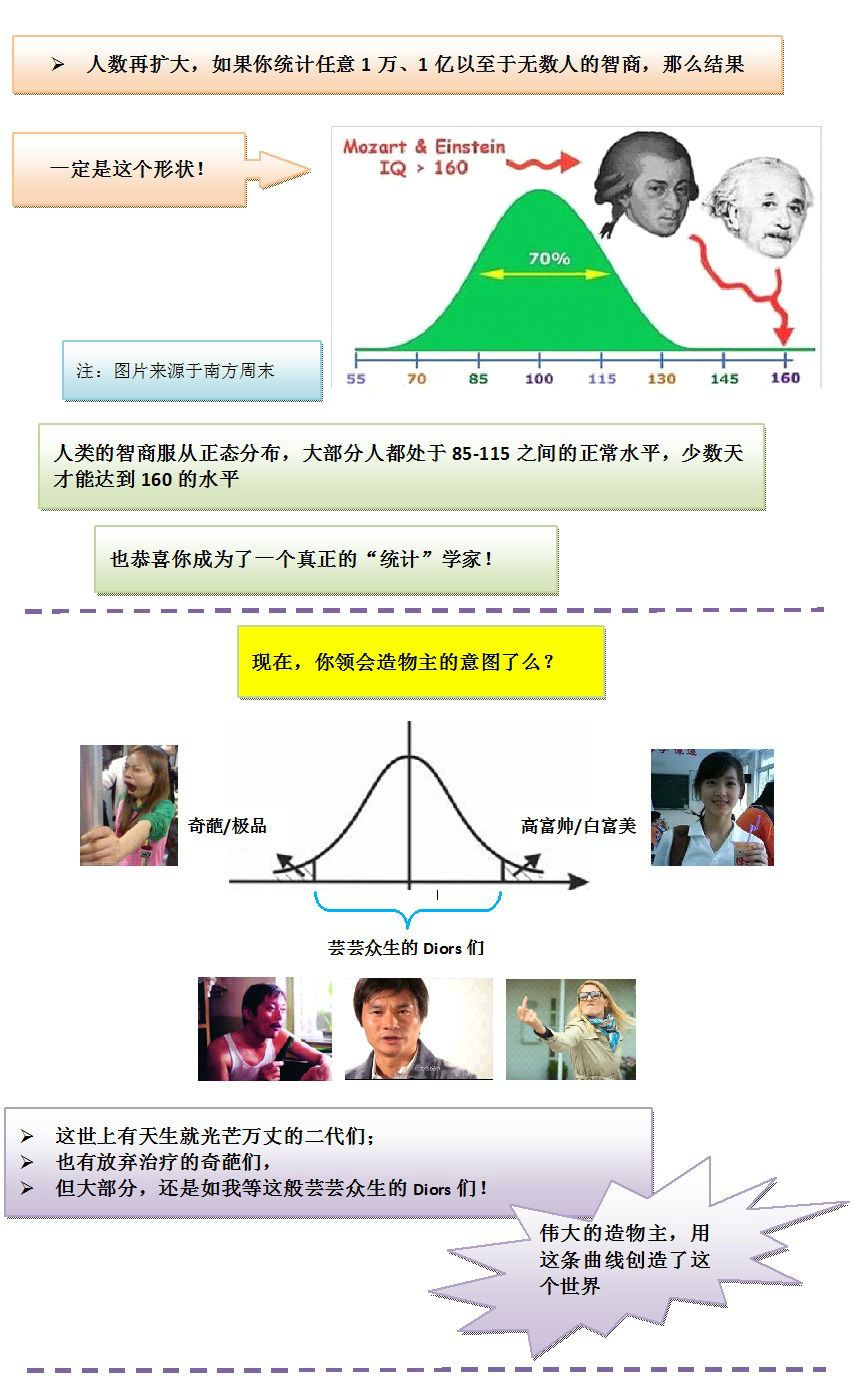 ➢ 人数再扩大，如果你统计任意 1 万、1 亿以至于无数人的智商，那么结果
一定是这个形状！
Mozart & Einstein
IQ > 160
70%
55 70 85 100 115 130 145 160
注：图片来源于南方周末
人类的智商服从正态分布，大部分人都处于 85-115 之间的正常水平，少数天
才能达到 160 的水平
也恭喜你成为了一个真正的“统计”学家！
现在，你领会造物主的意图了么？
奇葩/极品
高富帅/白富美
芸芸众生的 Diors 们
➢ 这世上有天生就光芒万丈的二代们；
➢ 也有放弃治疗的奇葩们，
➢ 但大部分，还是如我等这般芸芸众生的 Diors 们！
伟大的造物主，用
这条曲线创造了这
个世界